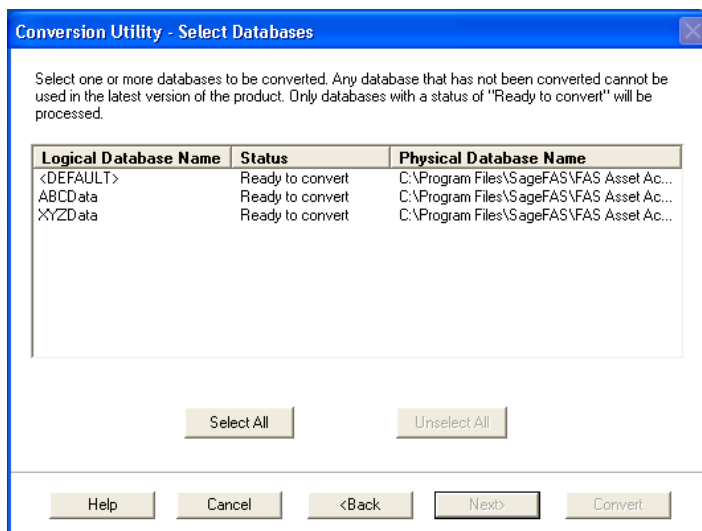 Conversion Utility - Select Databases
Select one or more databases to be converted. Any database that has not been converted cannot be
used in the latest version of the product. Only databases with a status of "Ready to convert" will be
processed.
Logical Database Name Status Physical Database Name
<DEFAULT> Ready to convert C:\Program Files\SageFAS\FAS Asset Ac...
ABCData Ready to convert C:\Program Files\SageFAS\FAS Asset Ac...
XYZData Ready to convert C:\Program Files\SageFAS\FAS Asset Ac...
Select All Unselect All
Help Cancel <Back Next> Convert